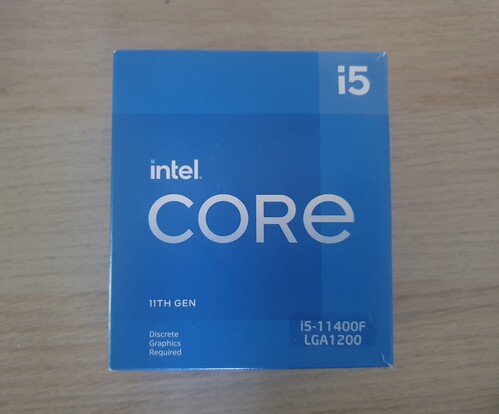 i5
intel.
CORe
11TH GEN
Discrete
Graphics
Required
i5-11400F
LGA1200